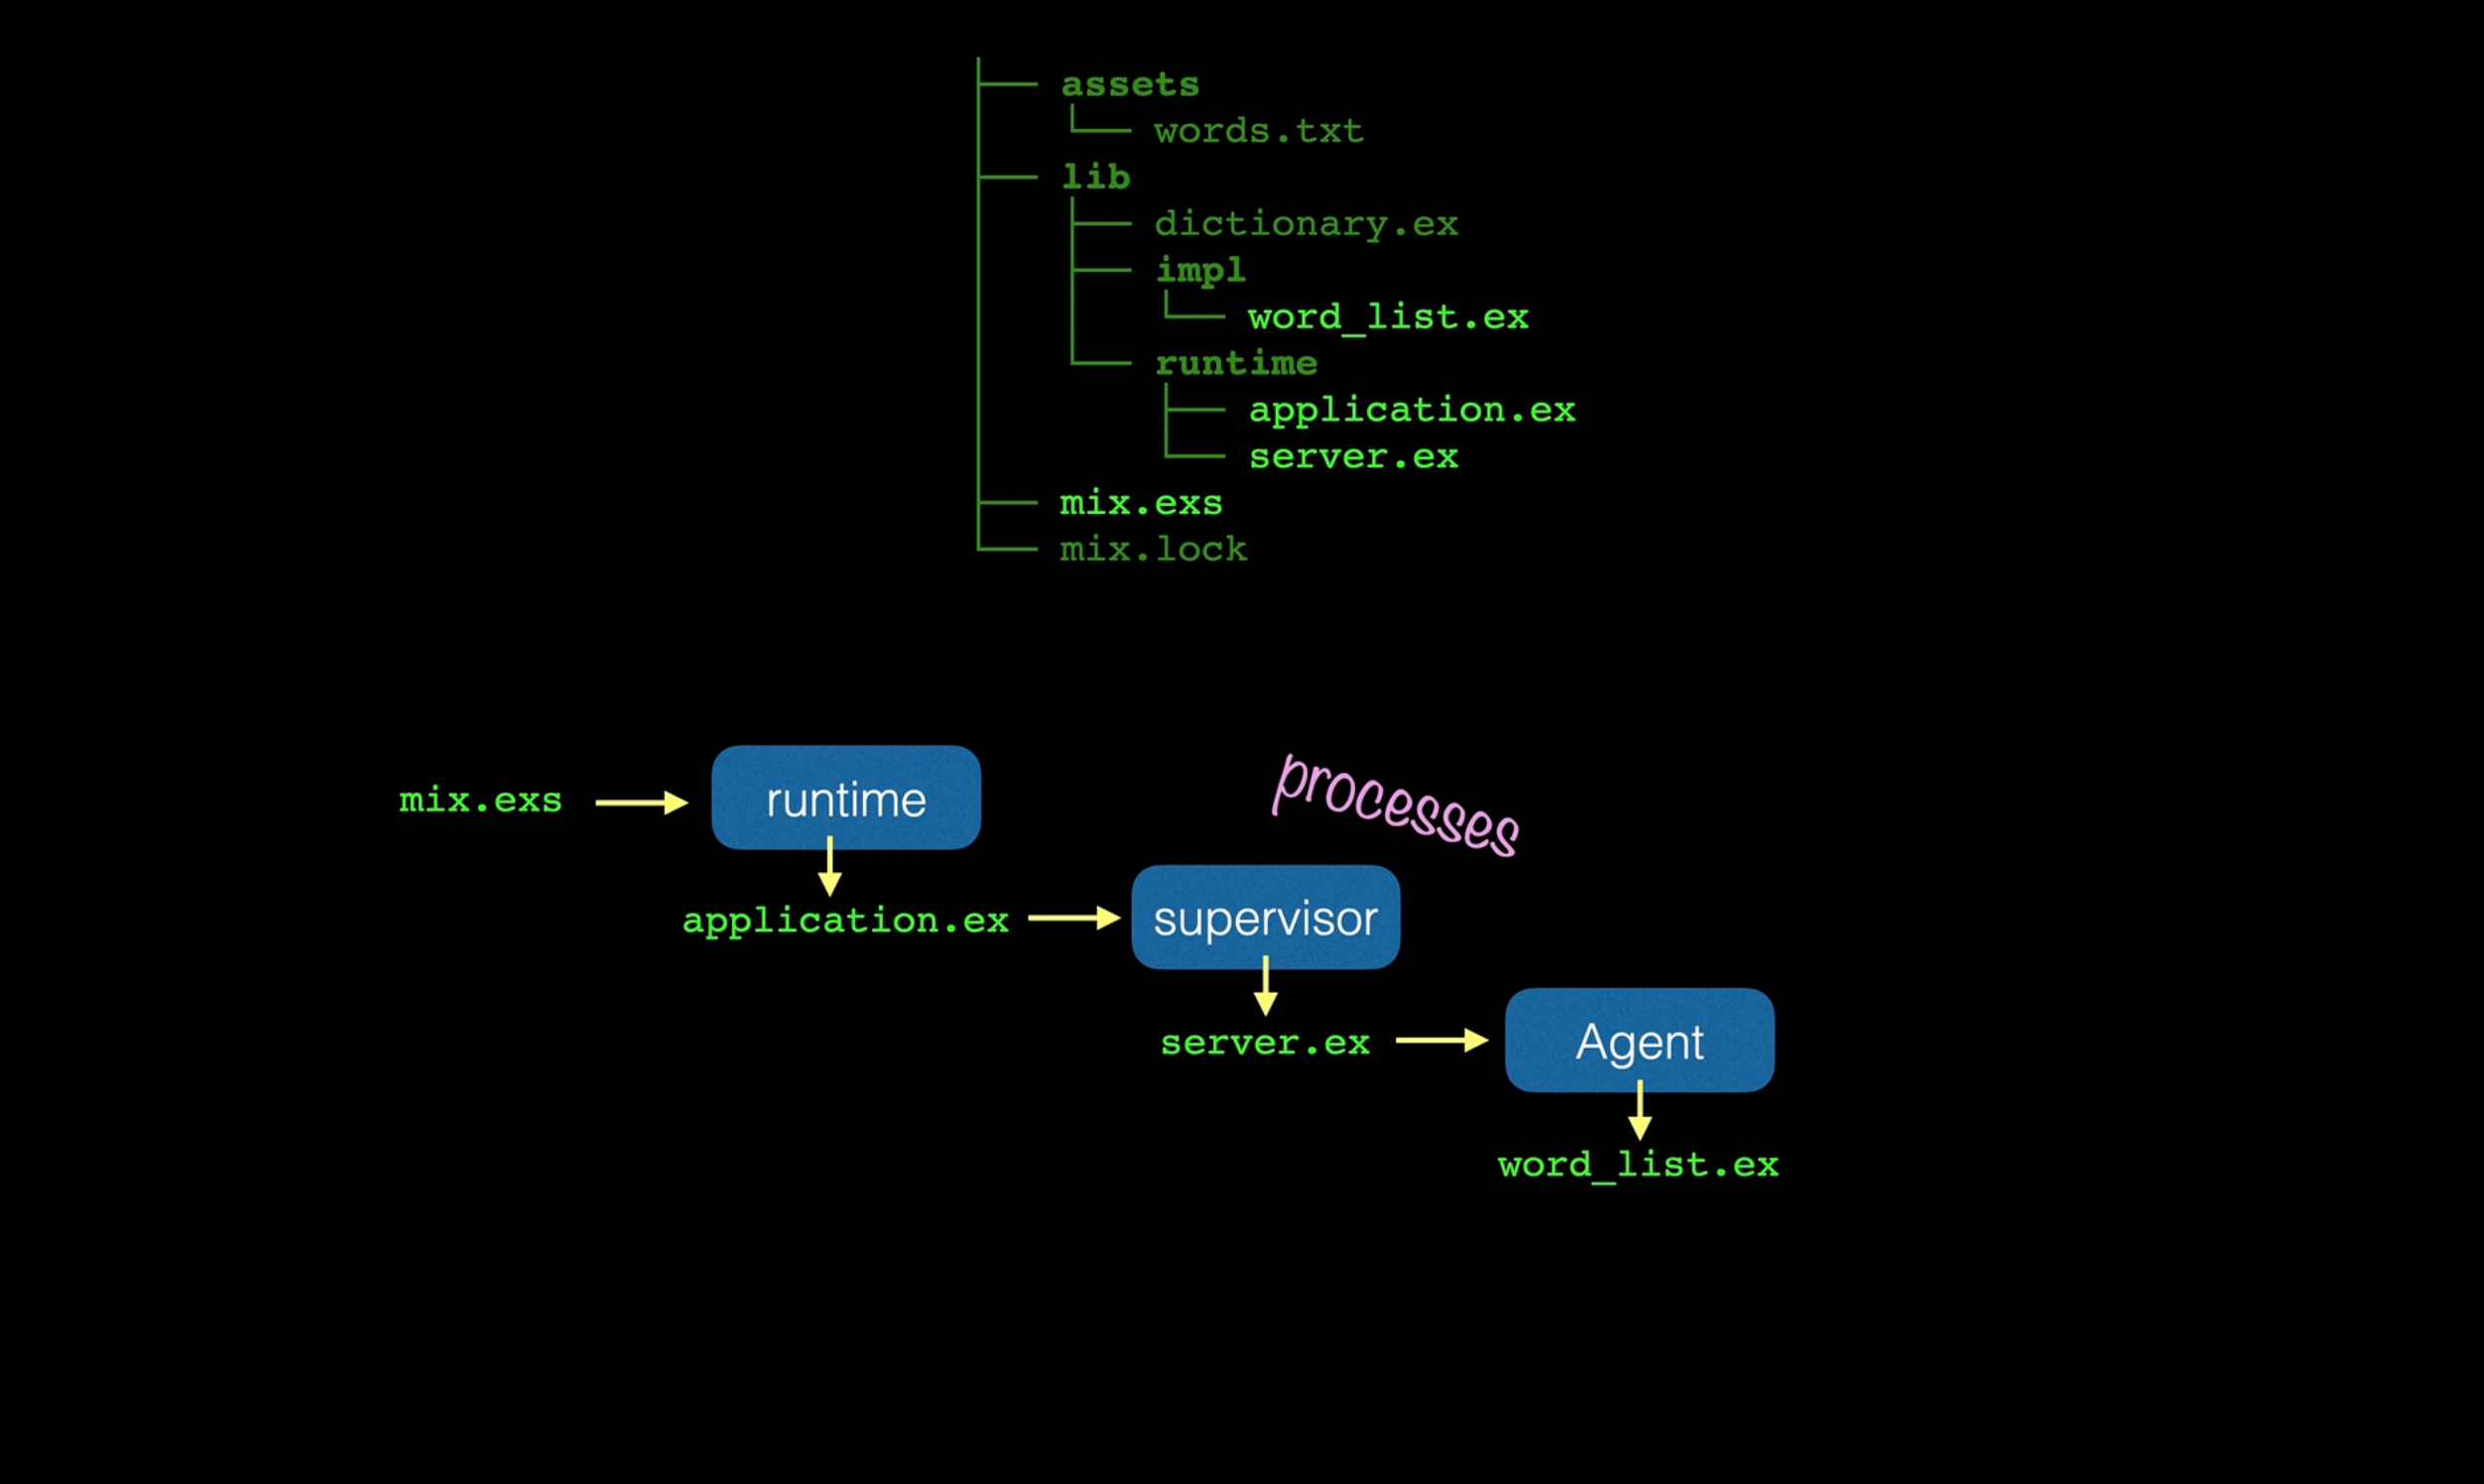 assets
words.txt
lib
dictionary.ex
impl
word_list.ex
runtime
application.ex
server.ex
mix.exs
mix.lock
mix.exs
runtime
processes
application.ex
supervisor
server.ex
Agent
word_list.ex